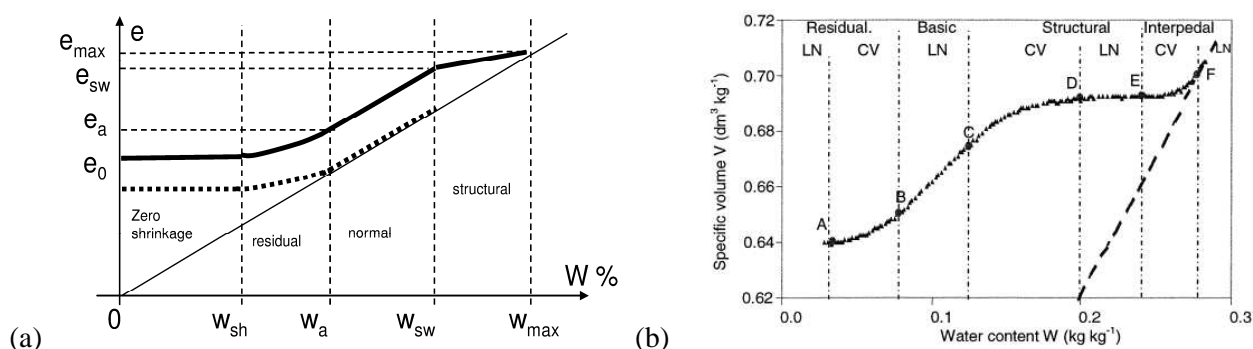 e_max
e
e_sw
e_a
e_0
Zero
shrinkage
residual
normal
structural
W %
0
w_sh
w_a
w_sw
w_max
(a)
(b)
Specific volume V (dm³ kg⁻¹)
0.72
0.70
0.68
0.66
0.64
0.62
Residual. Basic Structural Interpedal
LN CV LN CV LN CV LN
A
B
C
D
E
F
0.0 0.1 0.2 0.3
Water content W (kg kg⁻¹)